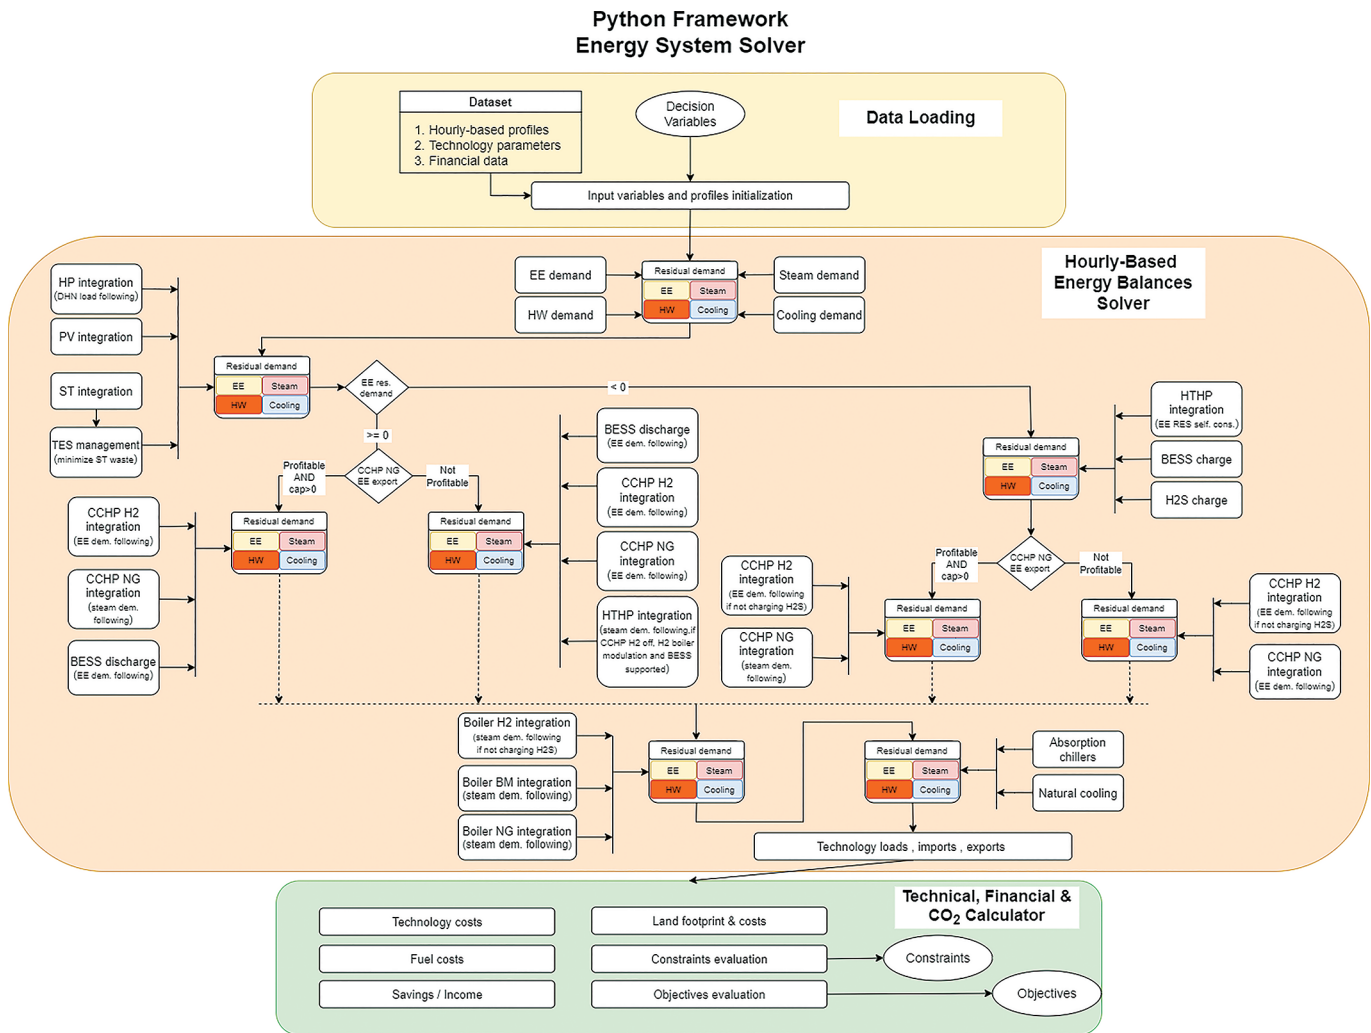 Python Framework
Energy System Solver
Dataset
1. Hourly-based profiles
2. Technology parameters
3. Financial data
Decision
Variables
Data Loading
Input variables and profiles initialization
Hourly-Based
Energy Balances
Solver
EE demand
HW demand
Residual demand
EE
Steam
HW
Cooling
Steam demand
Cooling demand
HP integration
(DHN load following)
PV integration
ST integration
TES management
(minimize ST waste)
Residual demand
EE
Steam
HW
Cooling
EE res.
demand
< 0
>= 0
CCHP NG
EE export
Profitable
AND
cap>0
Not
Profitable
CCHP H2
integration
(EE dem. following)
CCHP NG
integration
(steam dem.
following)
BESS discharge
(EE dem. following)
Residual demand
EE
Steam
HW
Cooling
Residual demand
EE
Steam
HW
Cooling
BESS discharge
(EE dem. following)
CCHP H2
integration
(EE dem. following)
CCHP NG
integration
(EE dem. following)
HTHP integration
(steam dem. following,if
CCHP H2 off, H2 boiler
modulation and BESS
supported)
Residual demand
EE
Steam
HW
Cooling
HTHP
integration
(EE RES self. cons.)
BESS charge
H2S charge
CCHP NG
EE export
Profitable
AND
cap>0
Not
Profitable
CCHP H2
integration
(EE dem. following
if not charging H2S)
CCHP NG
integration
(steam dem.
following)
Residual demand
EE
Steam
HW
Cooling
Residual demand
EE
Steam
HW
Cooling
CCHP H2
integration
(EE dem. following
if not charging H2S)
CCHP NG
integration
(EE dem. following)
Boiler H2 integration
(steam dem. following
if not charging H2S)
Boiler BM integration
(steam dem. following)
Boiler NG integration
(steam dem. following)
Residual demand
EE
Steam
HW
Cooling
Residual demand
EE
Steam
HW
Cooling
Absorption
chillers
Natural cooling
Technology loads , imports , exports
Technical, Financial &
CO2 Calculator
Technology costs
Fuel costs
Savings / Income
Land footprint & costs
Constraints evaluation
Objectives evaluation
Constraints
Objectives